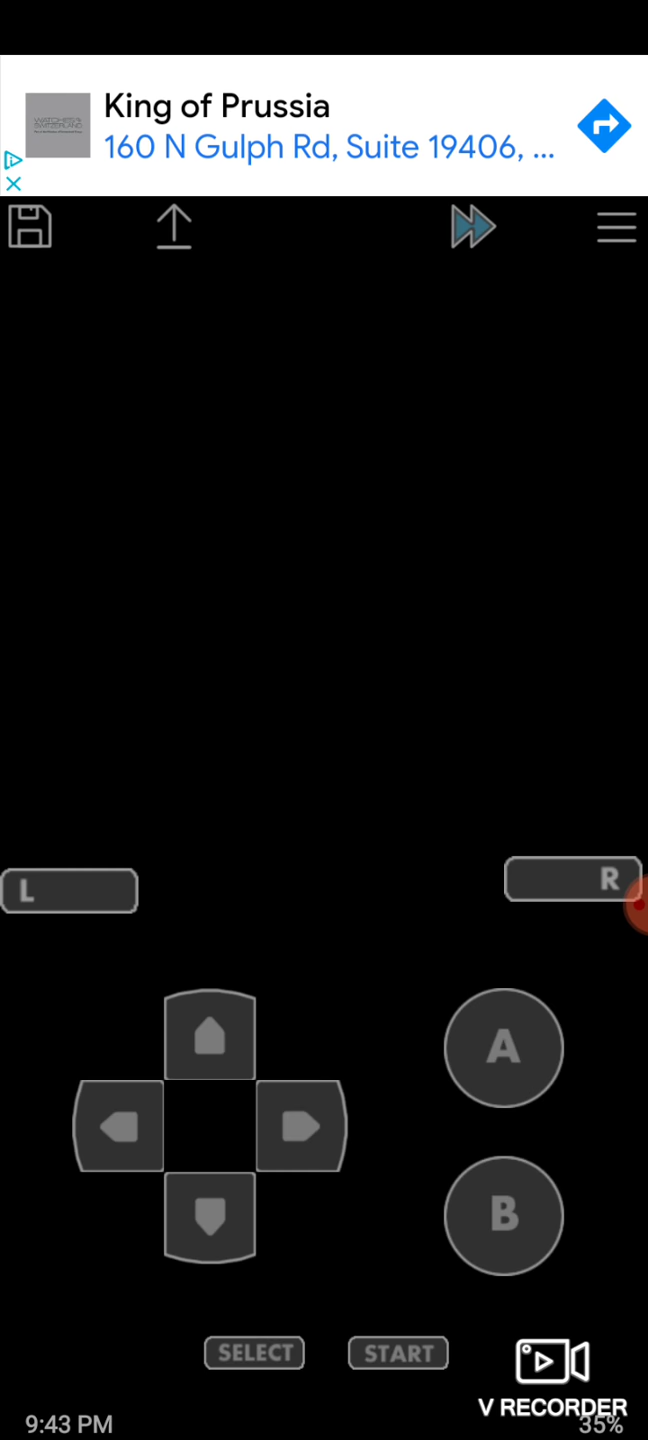 King of Prussia
160 N Gulph Rd, Suite 19406, ...
L
R
A
B
SELECT
START
V RECORDER
9:43 PM
35%